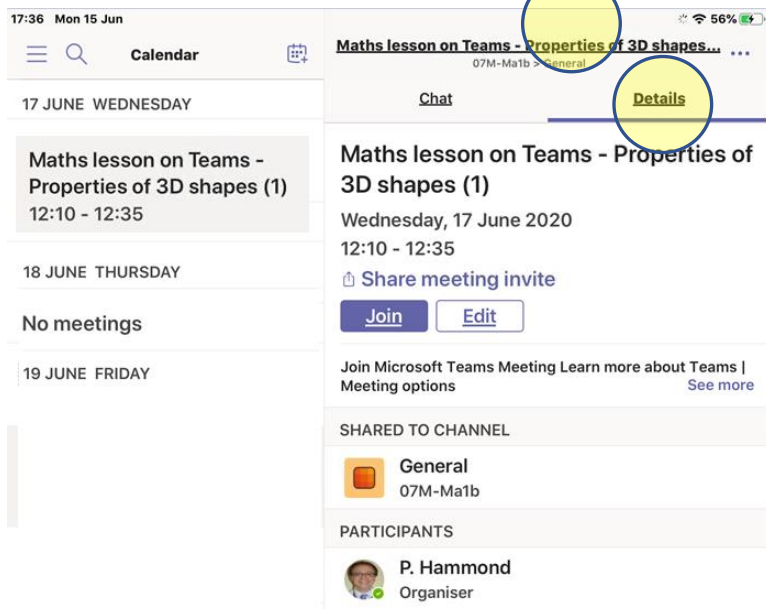 17:36 Mon 15 Jun
56%
Calendar
17 JUNE WEDNESDAY
Maths lesson on Teams -
Properties of 3D shapes (1)
12:10 - 12:35
18 JUNE THURSDAY
No meetings
19 JUNE FRIDAY
Maths lesson on Teams - Properties of 3D shapes...
07M-Ma1b > General
Chat
Details
Maths lesson on Teams - Properties of
3D shapes (1)
Wednesday, 17 June 2020
12:10 - 12:35
Share meeting invite
Join
Edit
Join Microsoft Teams Meeting Learn more about Teams |
Meeting options
See more
SHARED TO CHANNEL
General
07M-Ma1b
PARTICIPANTS
P. Hammond
Organiser